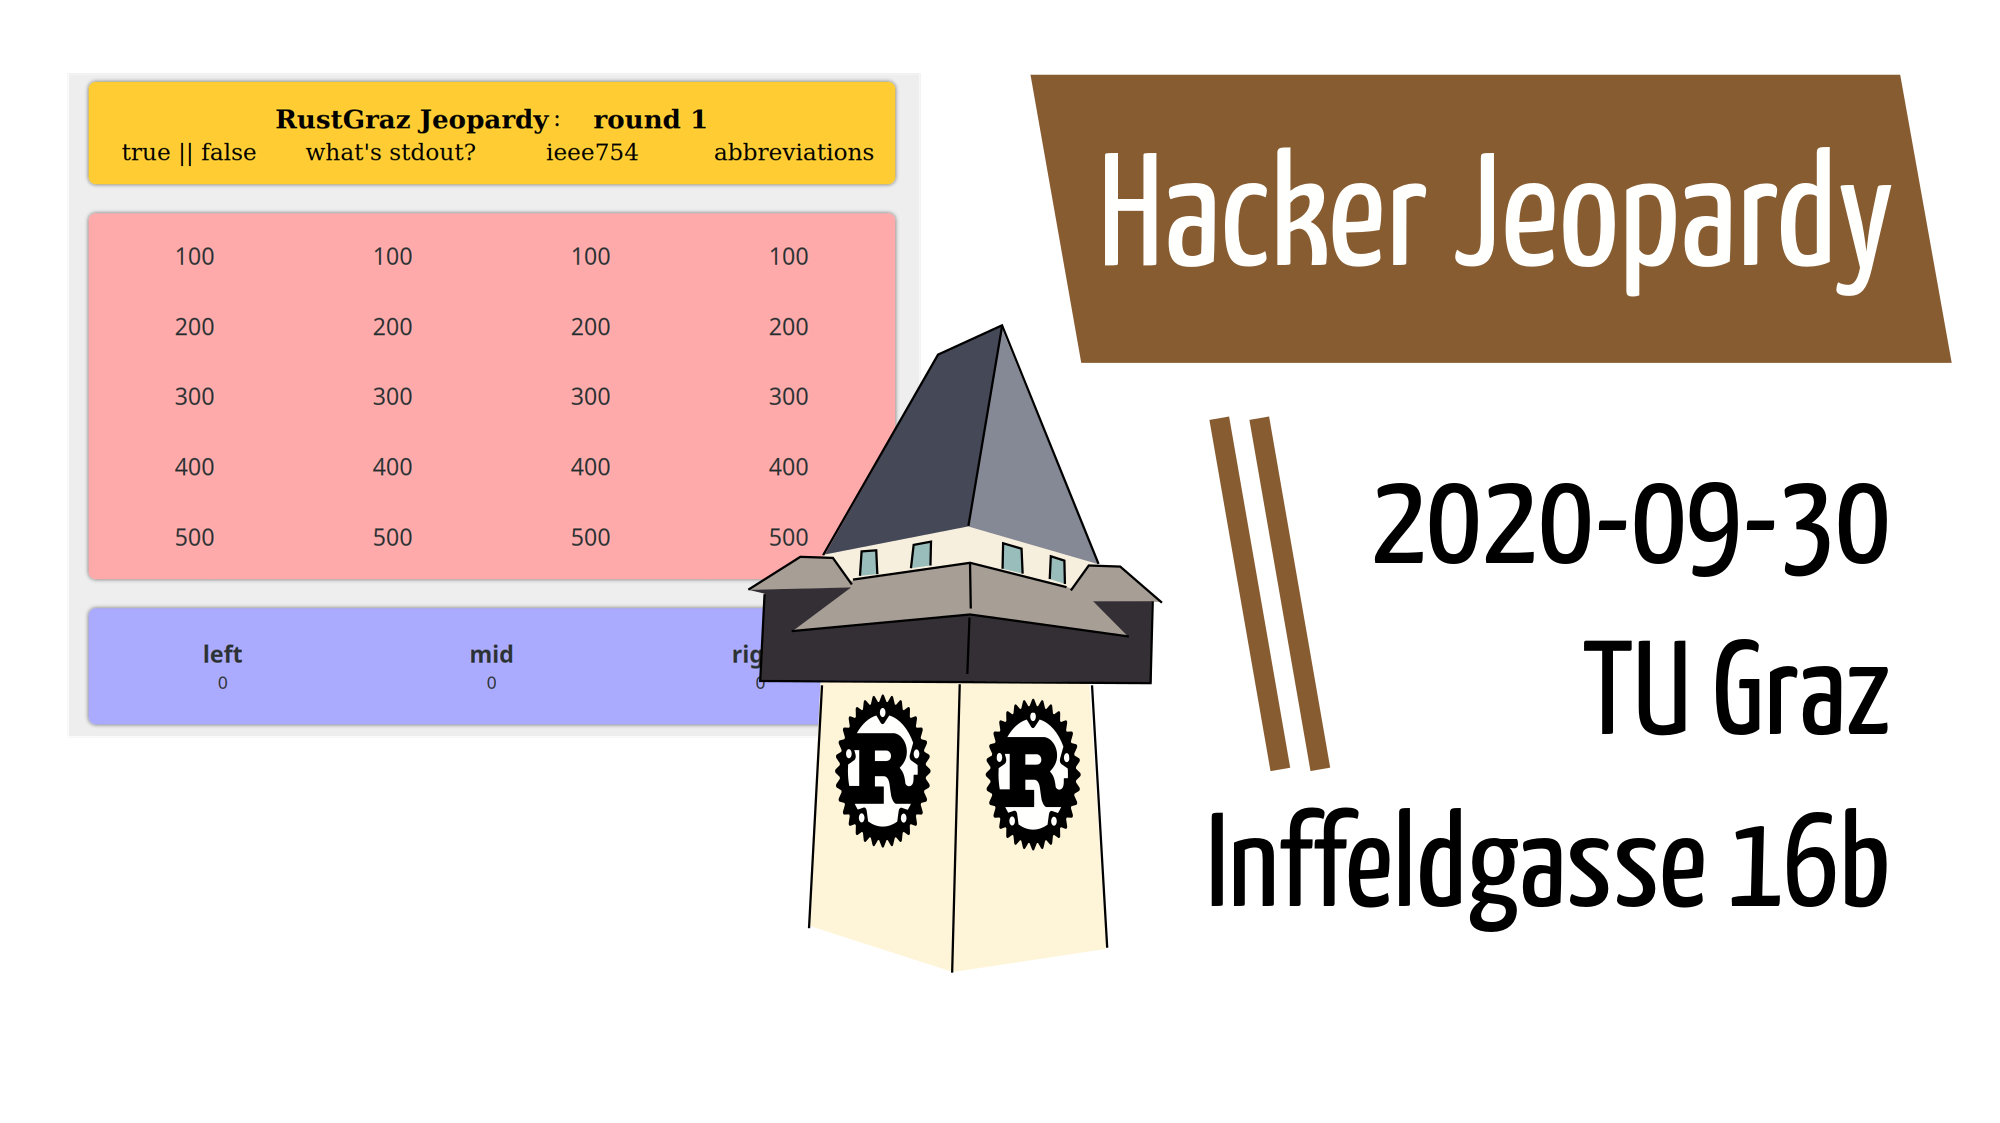 RustGraz Jeopardy: round 1
true || false what's stdout? ieee754 abbreviations
100 100 100 100
200 200 200 200
300 300 300 300
400 400 400 400
500 500 500 500
left mid rig
0 0 0
Hacker Jeopardy
2020-09-30
TU Graz
Inffeldgasse 16b
R R